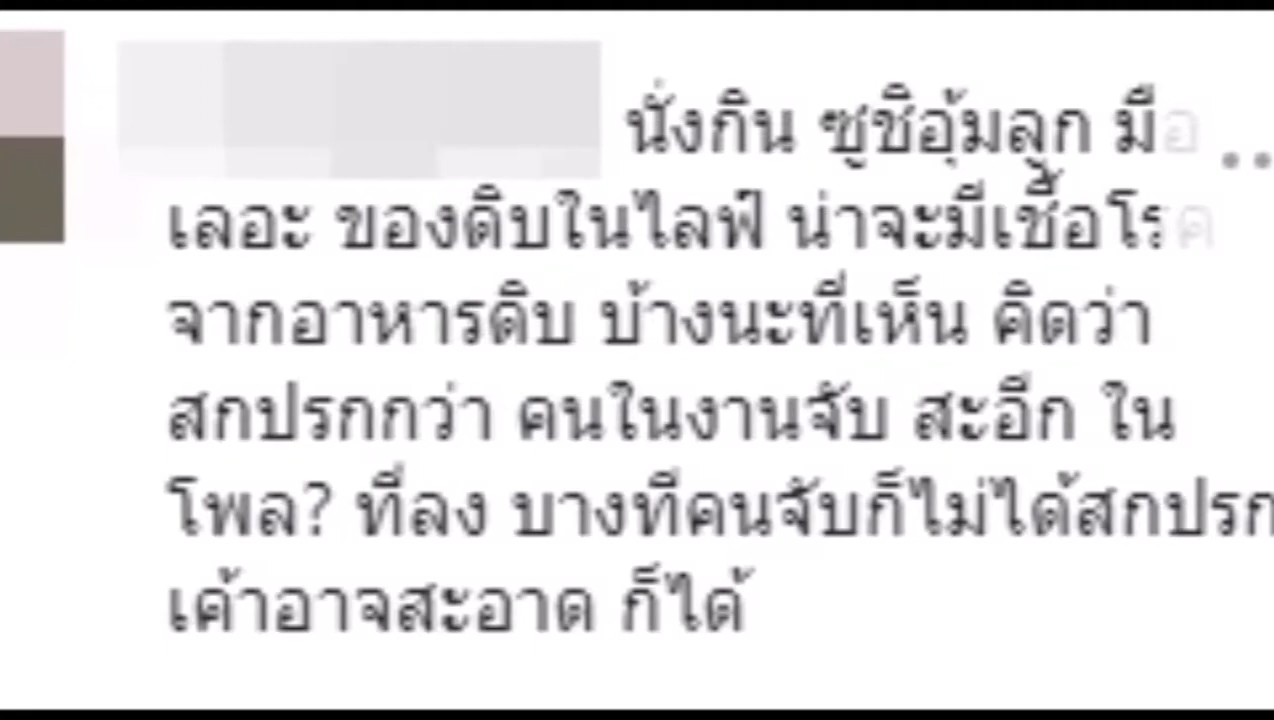 นั่งกิน ซูชิอุ้มลูก มือ
เลอะ ของดิบในไลฟ์ น่าจะมีเชื้อโรค
จากอาหารดิบ บ้างนะที่เห็น คิดว่า
สกปรกกว่า คนในงานจับ สะอีก ใน
โพล? ที่ลง บางทีคนจับก็ไม่ได้สกปรก
เค้าอาจสะอาด ก็ได้